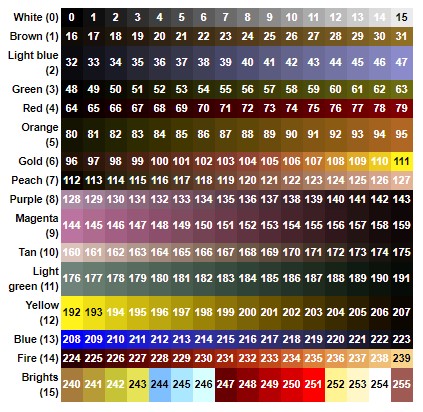 White (0) 0 1 2 3 4 5 6 7 8 9 10 11 12 13 14 15
Brown (1) 16 17 18 19 20 21 22 23 24 25 26 27 28 29 30 31
Light blue
(2) 32 33 34 35 36 37 38 39 40 41 42 43 44 45 46 47
Green (3) 48 49 50 51 52 53 54 55 56 57 58 59 60 61 62 63
Red (4) 64 65 66 67 68 69 70 71 72 73 74 75 76 77 78 79
Orange
(5) 80 81 82 83 84 85 86 87 88 89 90 91 92 93 94 95
Gold (6) 96 97 98 99 100 101 102 103 104 105 106 107 108 109 110 111
Peach (7) 112 113 114 115 116 117 118 119 120 121 122 123 124 125 126 127
Purple (8) 128 129 130 131 132 133 134 135 136 137 138 139 140 141 142 143
Magenta
(9) 144 145 146 147 148 149 150 151 152 153 154 155 156 157 158 159
Tan (10) 160 161 162 163 164 165 166 167 168 169 170 171 172 173 174 175
Light
green (11) 176 177 178 179 180 181 182 183 184 185 186 187 188 189 190 191
Yellow
(12) 192 193 194 195 196 197 198 199 200 201 202 203 204 205 206 207
Blue (13) 208 209 210 211 212 213 214 215 216 217 218 219 220 221 222 223
Fire (14) 224 225 226 227 228 229 230 231 232 233 234 235 236 237 238 239
Brights
(15) 240 241 242 243 244 245 246 247 248 249 250 251 252 253 254 255